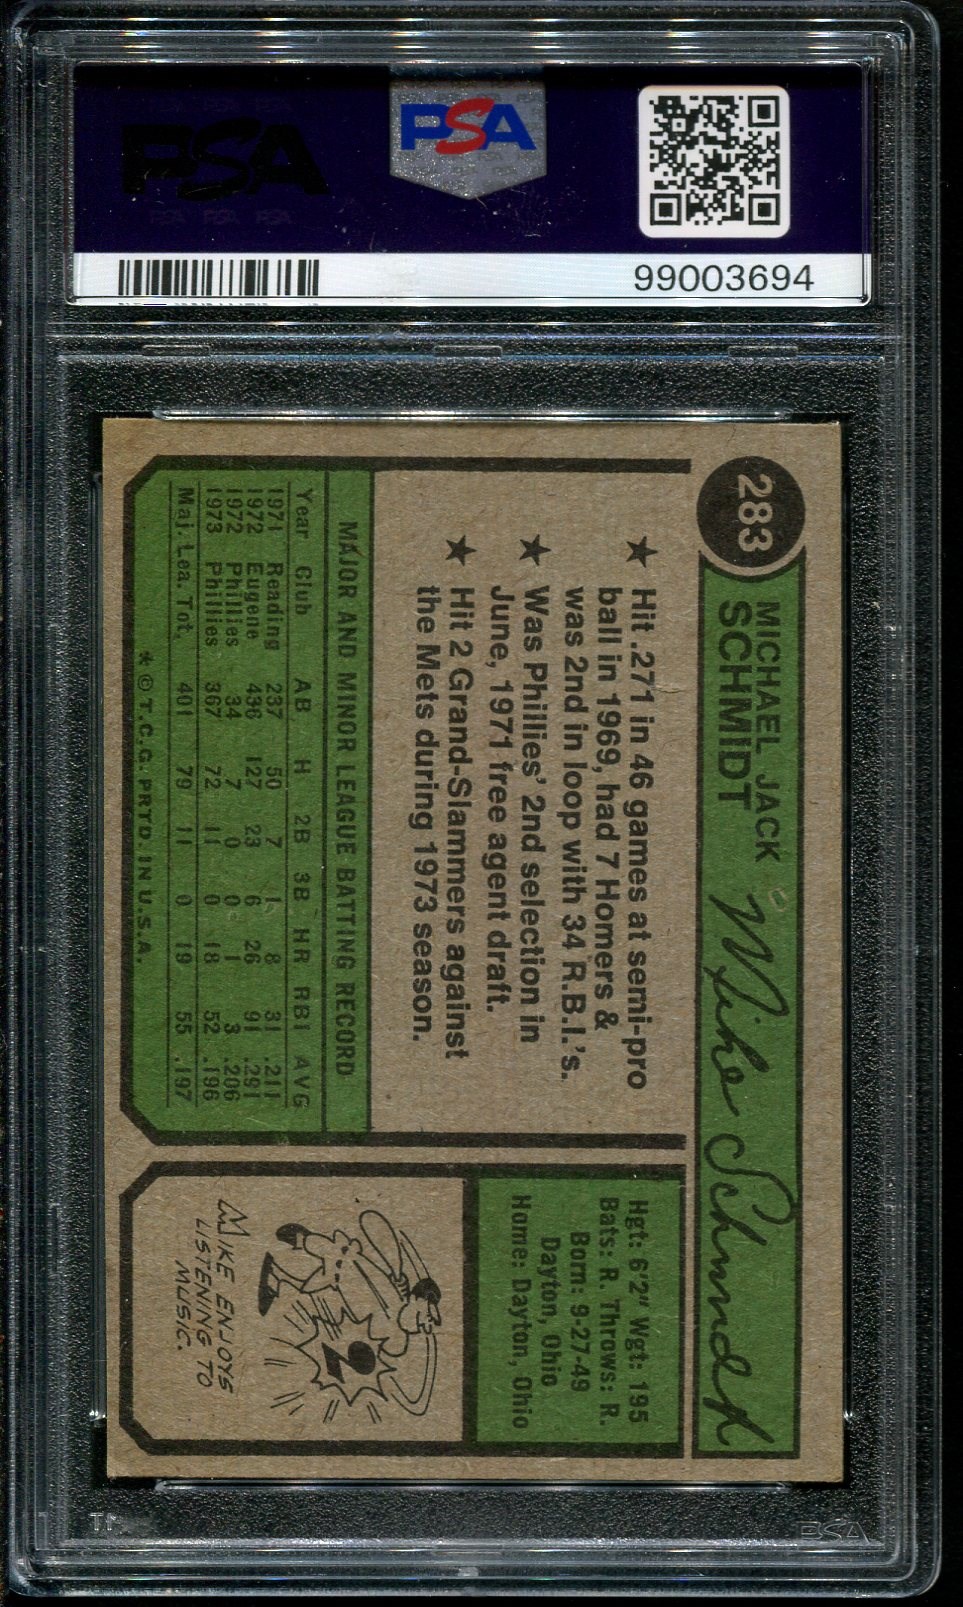 PSA
PSA
99003694
283
MICHAEL JACK
SCHMIDT
Mike Schmidt
★ Hit .271 in 46 games at semi-pro
ball in 1969, had 7 Homers &
was 2nd in loop with 34 R.B.I.'s.
★ Was Phillies' 2nd selection in
June, 1971 free agent draft.
★ Hit 2 Grand-Slammers against
the Mets during 1973 season.
MAJOR AND MINOR LEAGUE BATTING RECORD
Year Club AB H 2B 3B HR RBI AVG
1971 Reading 237 50 7 1 8 31 .211
1972 Eugene 436 127 23 6 26 91 .291
1972 Phillies 34 7 0 0 1 3 .206
1973 Phillies 367 72 11 0 18 52 .196
Maj. Lea. Tot. 401 79 11 0 19 55 .197
* © T.C.G. PRTD. IN U.S.A.
Hgt: 6'2" Wgt: 195
Bats: R. Throws: R.
Born: 9-27-49
Dayton, Ohio
Home: Dayton, Ohio
MIKE ENJOYS
LISTENING TO
MUSIC.
PSA